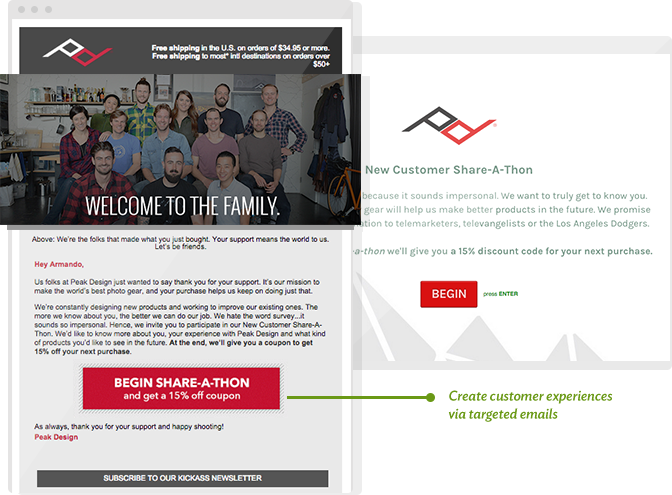 Free shipping in the U.S. on orders of $34.95 or more.
Free shipping to most* intl destinations on orders over
$50+
WELCOME TO THE FAMILY.
Above: We're the folks that made what you just bought. Your support means the world to us.
Let's be friends.
Hey Armando,
Us folks at Peak Design just wanted to say thank you for your support. It's our mission to
make the world's best photo gear, and your purchase helps us keep on doing just that.
We're constantly designing new products and working to improve our existing ones. The
more we know about you, the better we can do our job. We hate the word survey...it
sounds so impersonal. Hence, we invite you to participate in our New Customer Share-A-
Thon. We'd like to know more about you, your experience with Peak Design and what kind
of products you'd like to see in the future. At the end, we'll give you a coupon to get
15% off your next purchase.
BEGIN SHARE-A-THON
and get a 15% off coupon
As always, thank you for your support and happy shooting!
Peak Design
SUBSCRIBE TO OUR KICKASS NEWSLETTER
New Customer Share-A-Thon
because it sounds impersonal. We want to truly get to know you.
gear will help us make better products in the future. We promise
ation to telemarketers, televangelists or the Los Angeles Dodgers.
e-a-thon we'll give you a 15% discount code for your next purchase.
BEGIN
press ENTER
Create customer experiences
via targeted emails